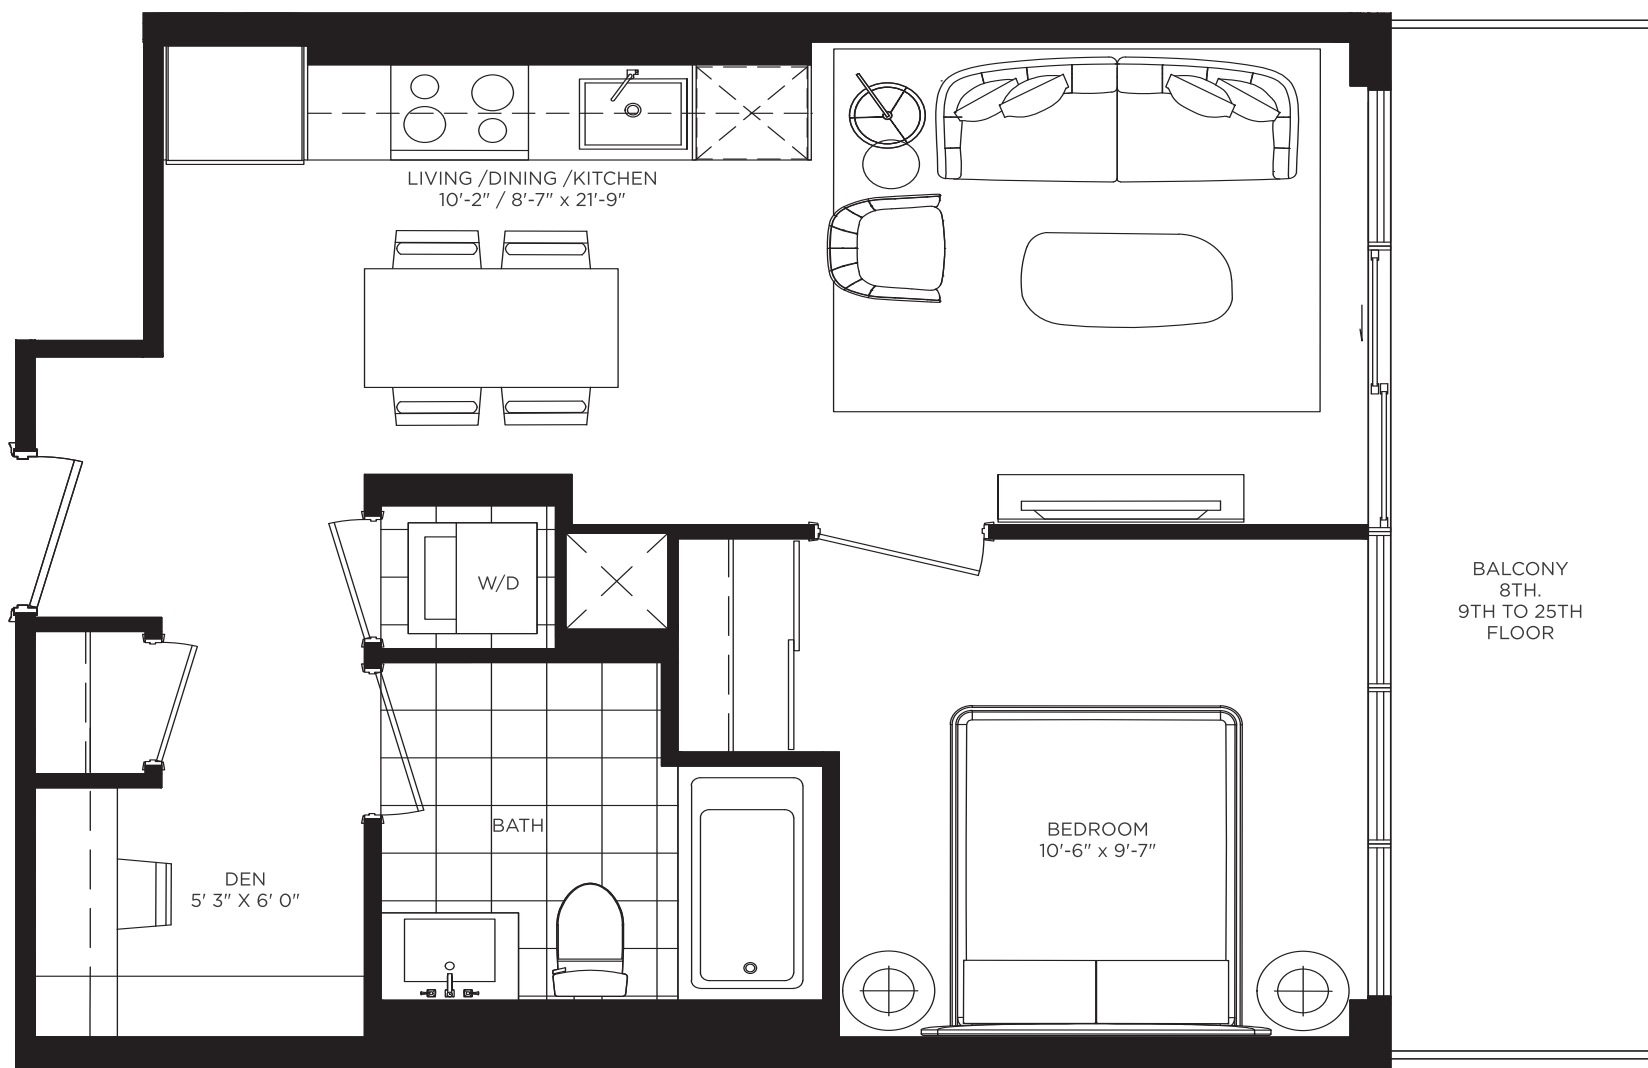 LIVING /DINING /KITCHEN
10'-2" / 8'-7" x 21'-9"
W/D
BALCONY
8TH.
9TH TO 25TH
FLOOR
BATH
BEDROOM
10'-6" x 9'-7"
DEN
5' 3" X 6' 0"